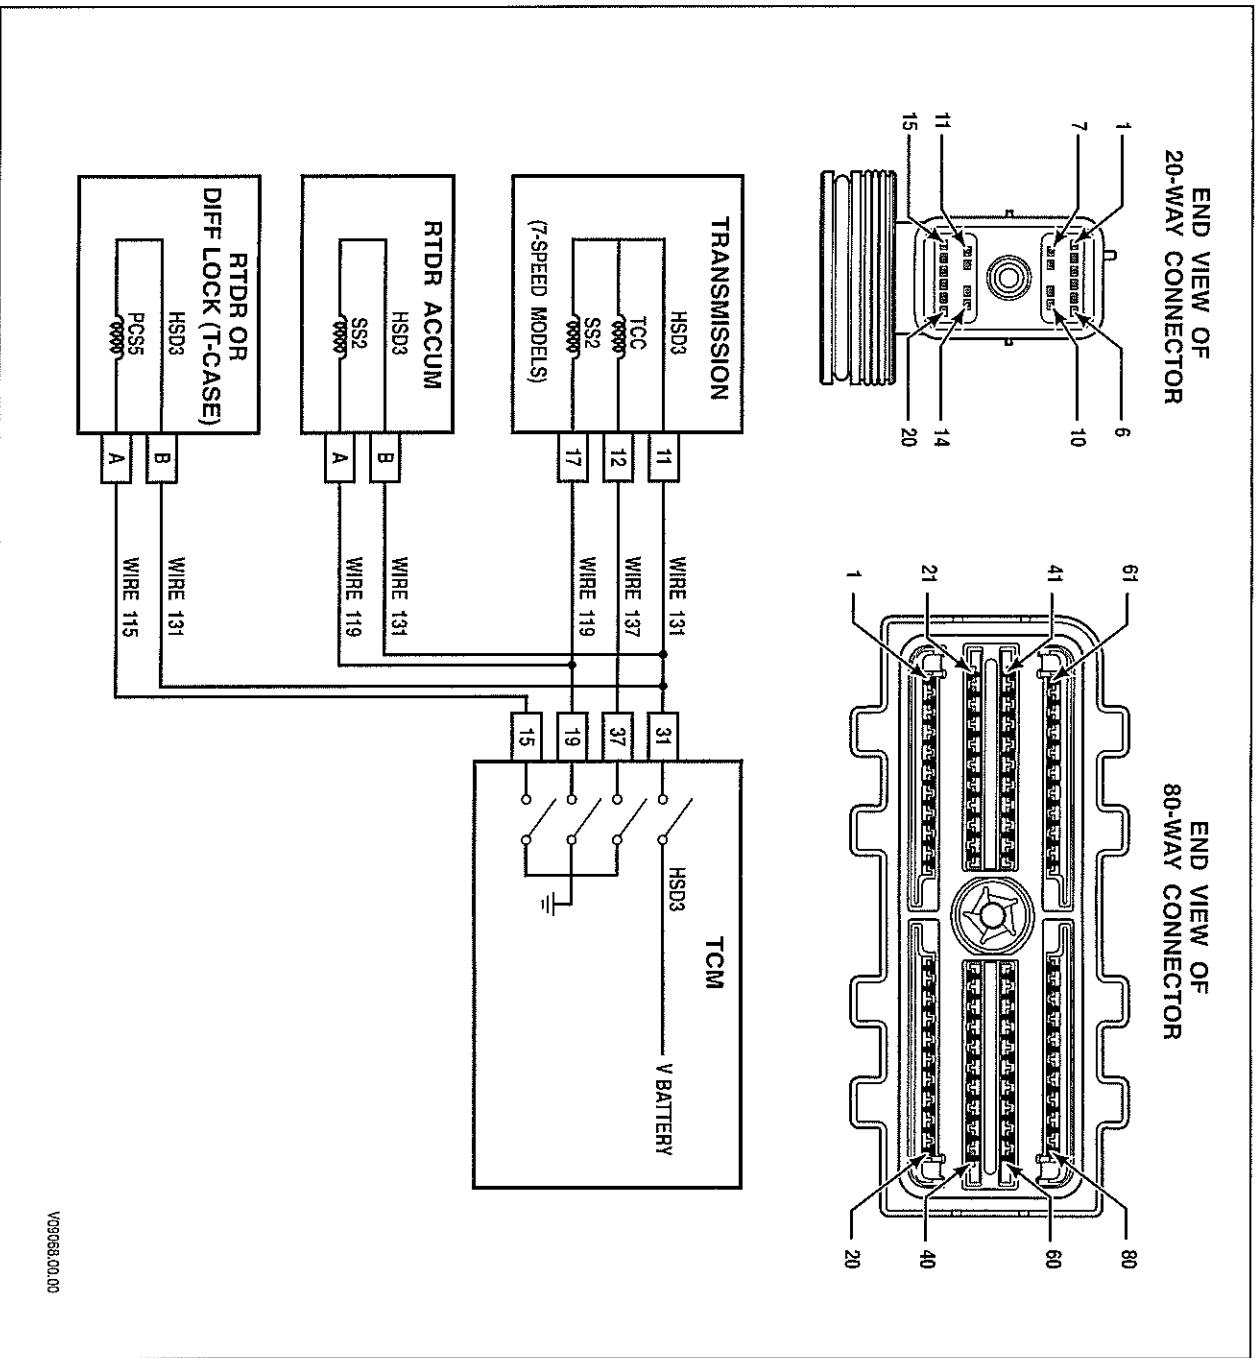 END VIEW OF
20-WAY CONNECTOR
1
6
7
10
11
14
15
20
END VIEW OF
80-WAY CONNECTOR
61
80
41
60
21
40
1
20
TRANSMISSION
HSD3
TCC
SS2
(7-SPEED MODELS)
11
12
17
WIRE 131
WIRE 137
WIRE 119
RTDR ACCUM
HSD3
SS2
B
A
WIRE 131
WIRE 119
RTDR OR
DIFF LOCK (T-CASE)
HSD3
PCS5
B
A
WIRE 131
WIRE 115
31
37
19
15
TCM
HSD3
V BATTERY
V09068.00.00